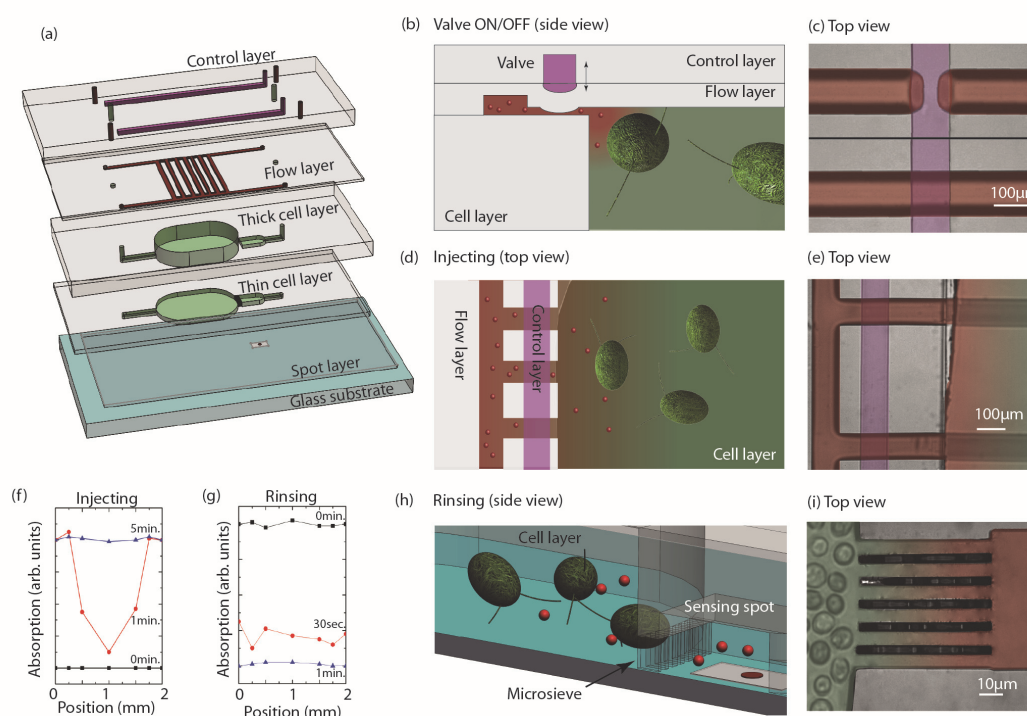 (a)
Control layer
Flow layer
Thick cell layer
Thin cell layer
Spot layer
Glass substrate
(b) Valve ON/OFF (side view)
Valve
Control layer
Flow layer
Cell layer
(c) Top view
100μm
(d) Injecting (top view)
Flow layer
Control layer
Cell layer
(e) Top view
100μm
(f) Injecting
Absorption (arb. units)
5min.
1min.
0min.
0 1 2
Position (mm)
(g) Rinsing
Absorption (arb. units)
0min.
30sec.
1min.
0 1 2
Position (mm)
(h) Rinsing (side view)
Cell layer
Sensing spot
Microsieve
(i) Top view
10μm